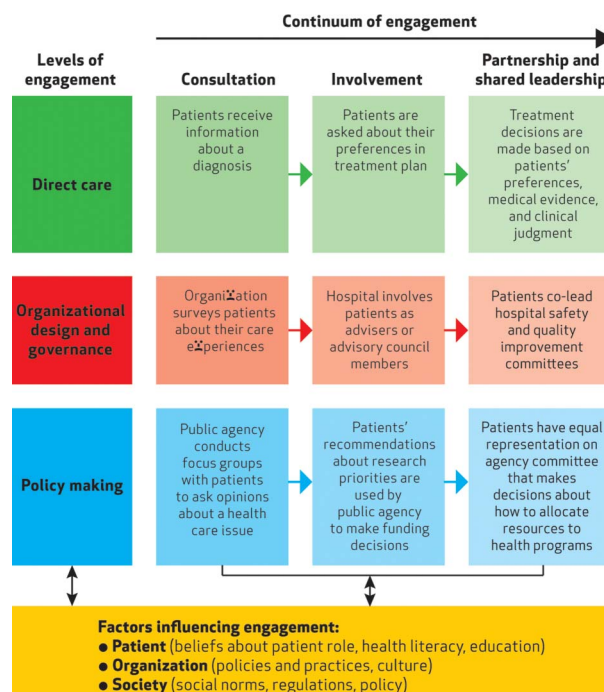 Continuum of engagement
Levels of
engagement
Consultation
Involvement
Partnership and
shared leadership
Direct care
Patients receive
information
about a
diagnosis
Patients are
asked about their
preferences in
treatment plan
Treatment
decisions are
made based on
patients'
preferences,
medical evidence,
and clinical
judgment
Organizational
design and
governance
surveys patients
about their care
Hospital involves
patients as
advisers or
advisory council
members
Patients co-lead
hospital safety
and quality
improvement
committees
Policy making
Public agency
conducts
focus groups
with patients
to ask opinions
about a health
care issue
Patients'
recommendations
about research
priorities are
used by
public agency
to make funding
decisions
Patients have equal
representation on
agency committee
that makes
decisions about
how to allocate
resources to
health programs
Factors influencing engagement:
● Patient (beliefs about patient role, health literacy, education)
● Organization (policies and practices, culture)
● Society (social norms, regulations, policy)